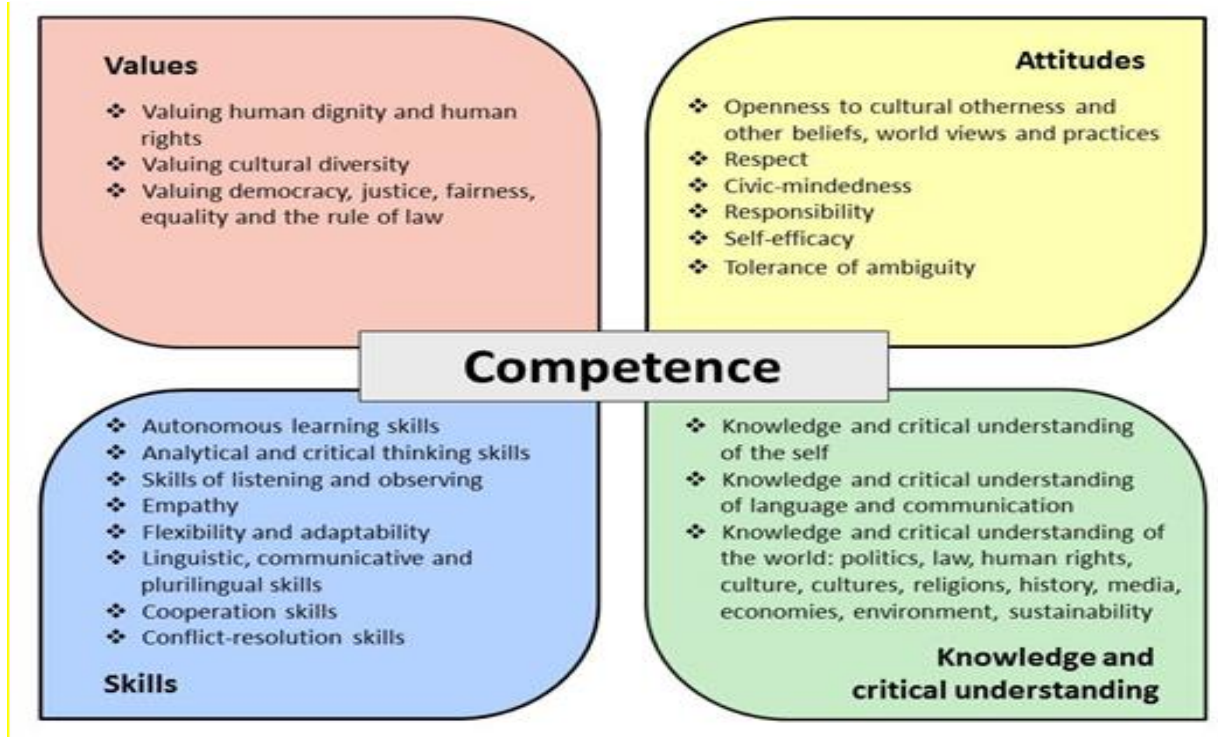 Values
❖ Valuing human dignity and human
rights
❖ Valuing cultural diversity
❖ Valuing democracy, justice, fairness,
equality and the rule of law
Attitudes
❖ Openness to cultural otherness and
other beliefs, world views and practices
❖ Respect
❖ Civic-mindedness
❖ Responsibility
❖ Self-efficacy
❖ Tolerance of ambiguity
Competence
❖ Autonomous learning skills
❖ Analytical and critical thinking skills
❖ Skills of listening and observing
❖ Empathy
❖ Flexibility and adaptability
❖ Linguistic, communicative and
plurilingual skills
❖ Cooperation skills
❖ Conflict-resolution skills
Skills
❖ Knowledge and critical understanding
of the self
❖ Knowledge and critical understanding
of language and communication
❖ Knowledge and critical understanding of
the world: politics, law, human rights,
culture, cultures, religions, history, media,
economies, environment, sustainability
Knowledge and
critical understanding